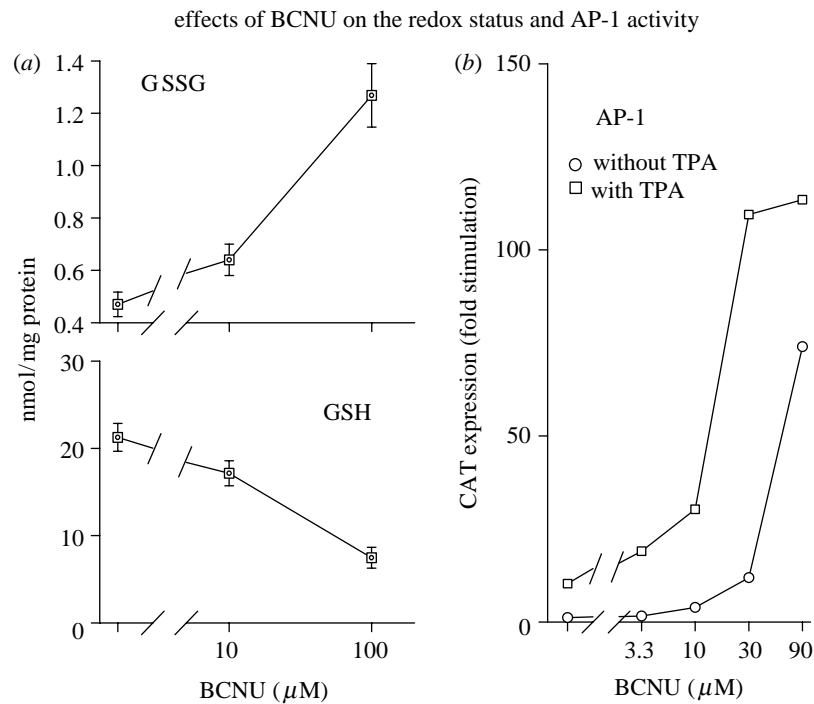 effects of BCNU on the redox status and AP-1 activity
(a)
1.4
1.2
1.0
0.8
0.6
0.4
GSSG
30
20
10
0
GSH
nmol/mg protein
10
100
BCNU (μM)
(b)
150
100
50
0
AP-1
without TPA
with TPA
CAT expression (fold stimulation)
3.3
10
30
90
BCNU (μM)